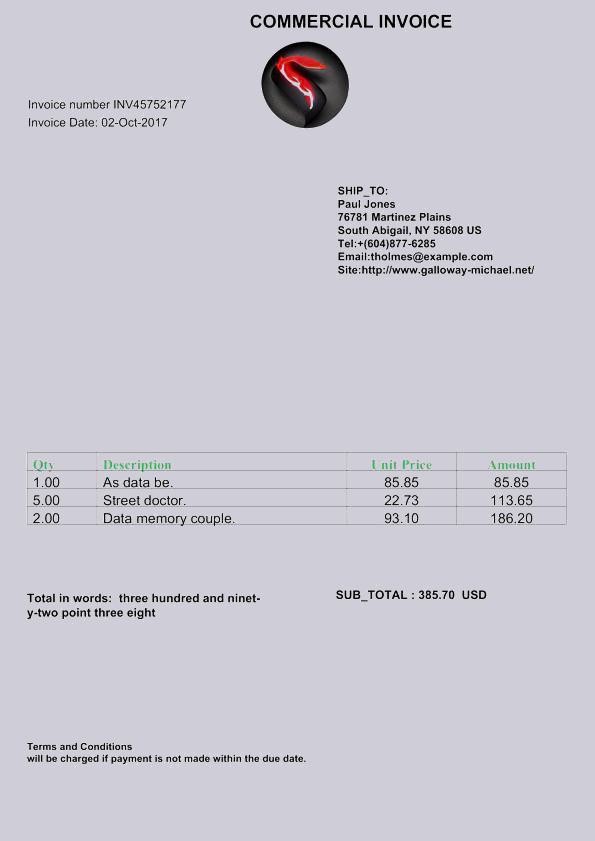 COMMERCIAL INVOICE
Invoice number INV45752177
Invoice Date: 02-Oct-2017
SHIP_TO:
Paul Jones
76781 Martinez Plains
South Abigail, NY 58608 US
Tel:+(604)877-6285
Email:tholmes@example.com
Site:http://www.galloway-michael.net/
Qty Description Unit Price Amount
1.00 As data be. 85.85 85.85
5.00 Street doctor. 22.73 113.65
2.00 Data memory couple. 93.10 186.20
Total in words: three hundred and ninet-
y-two point three eight
SUB_TOTAL : 385.70 USD
Terms and Conditions
will be charged if payment is not made within the due date.